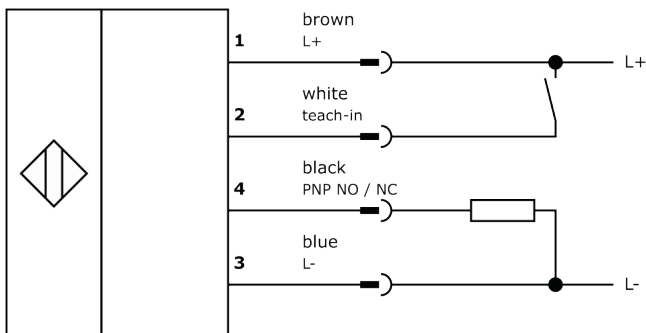 brown
1
L+
L+
white
2
teach-in
black
4
PNP NO / NC
blue
3
L-
L-